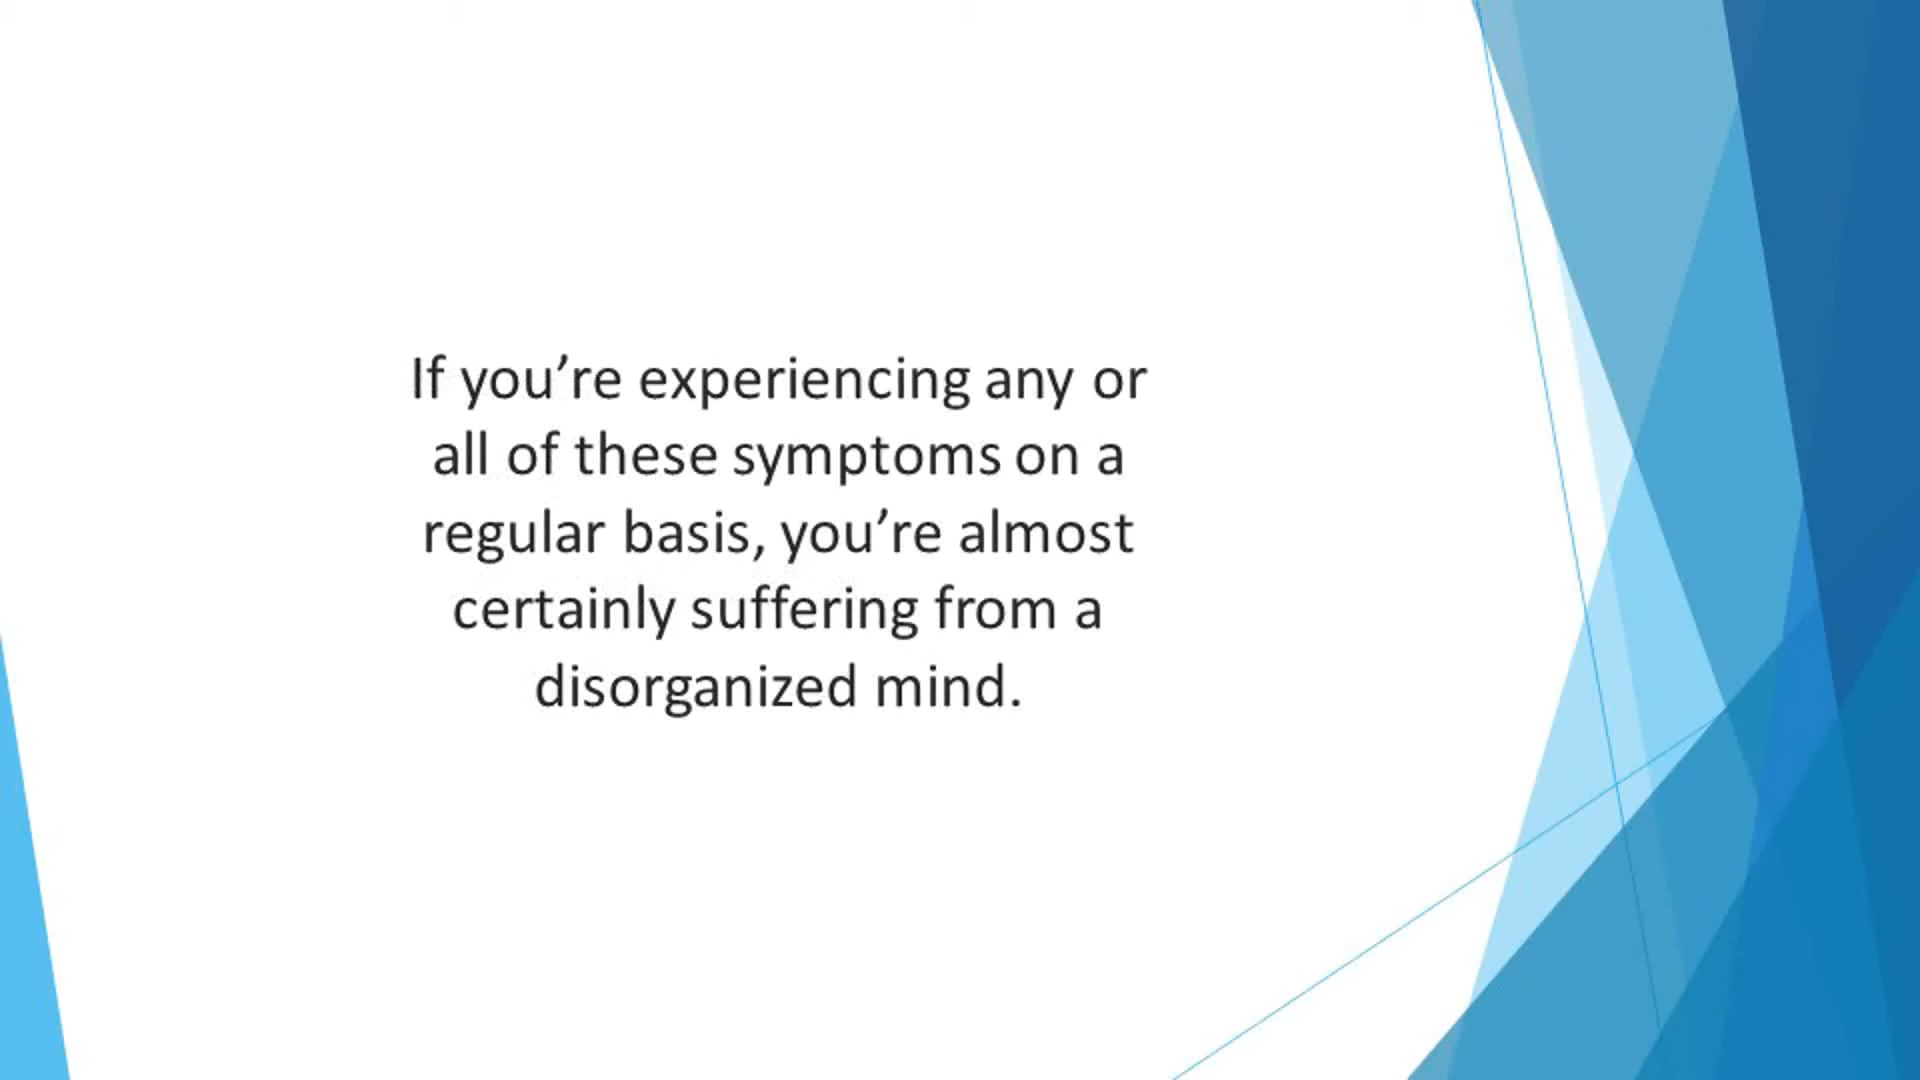 If you’re experiencing any or
all of these symptoms on a
regular basis, you’re almost
certainly suffering from a
disorganized mind.